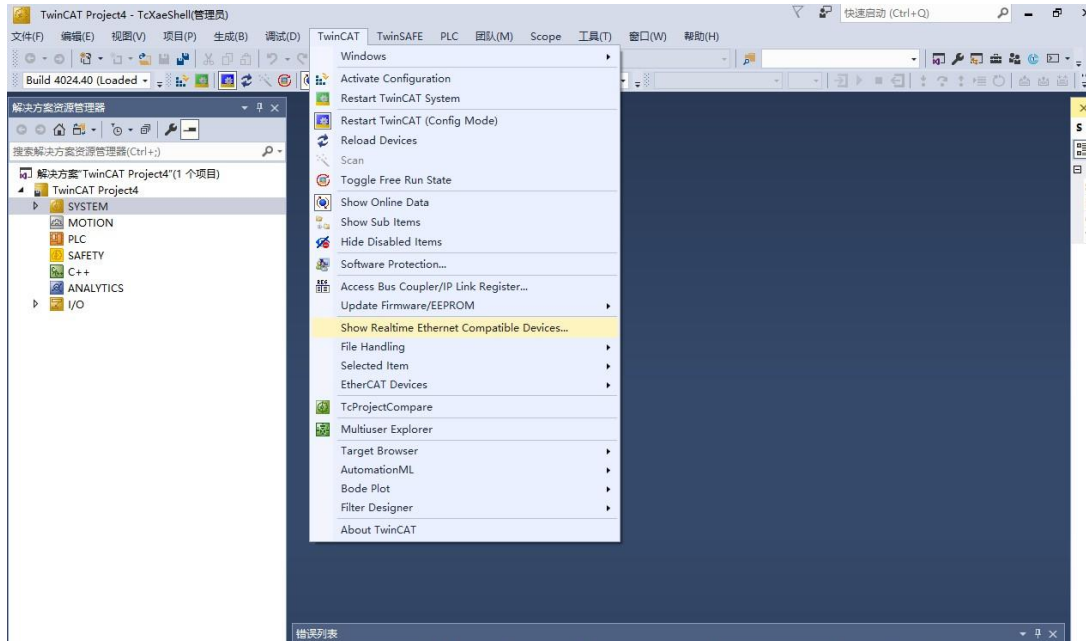 TwinCAT Project4 - TcXaeShell(管理员)
快速启动 (Ctrl+Q)
文件(F) 编辑(E) 视图(V) 项目(P) 生成(B) 调试(D) TwinCAT TwinSAFE PLC 团队(M) Scope 工具(T) 窗口(W) 帮助(H)
Build 4024.40 (Loaded
解决方案资源管理器
搜索解决方案资源管理器(Ctrl+;)
解决方案"TwinCAT Project4"(1 个项目)
TwinCAT Project4
SYSTEM
MOTION
PLC
SAFETY
C++
ANALYTICS
I/O
Windows
Activate Configuration
Restart TwinCAT System
Restart TwinCAT (Config Mode)
Reload Devices
Scan
Toggle Free Run State
Show Online Data
Show Sub Items
Hide Disabled Items
Software Protection...
Access Bus Coupler/IP Link Register...
Update Firmware/EEPROM
Show Realtime Ethernet Compatible Devices...
File Handling
Selected Item
EtherCAT Devices
TcProjectCompare
Multiuser Explorer
Target Browser
AutomationML
Bode Plot
Filter Designer
About TwinCAT
S
错误列表